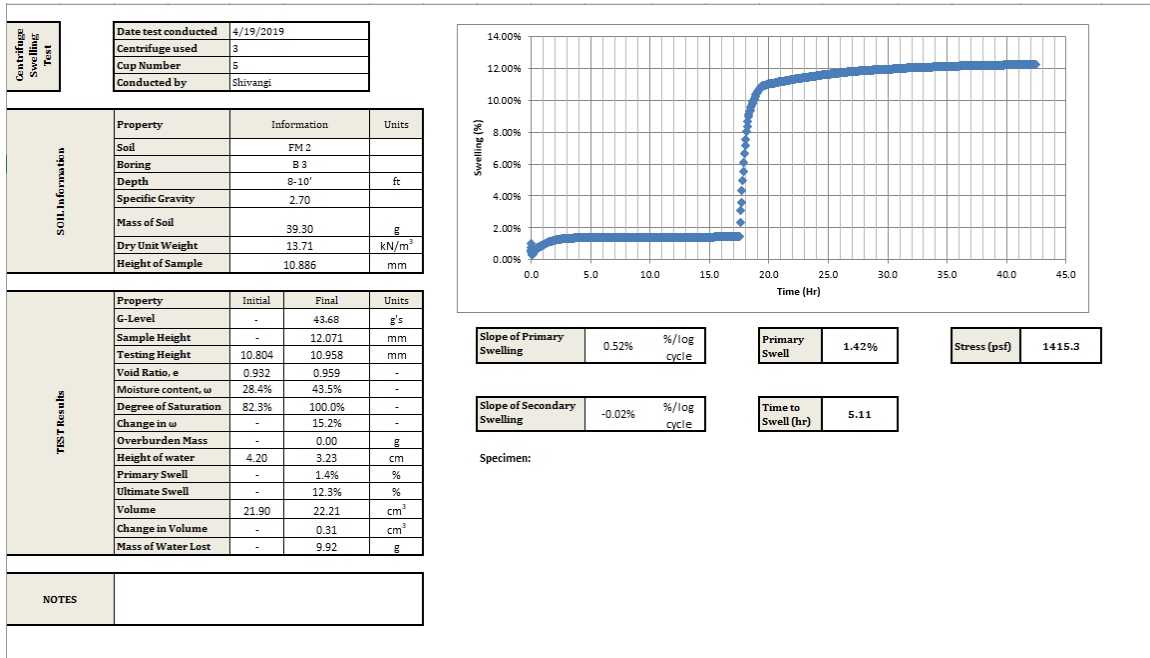 Centrifuge
Swelling
Test
Date test conducted 4/19/2019
Centrifuge used 3
Cup Number 5
Conducted by Shivangi
SOIL Information
Property Information Units
Soil FM 2
Boring B 3
Depth 8-10' ft
Specific Gravity 2.70
Mass of Soil 39.30 g
Dry Unit Weight 13.71 kN/m³
Height of Sample 10.886 mm
TEST Results
Property Initial Final Units
G-Level - 43.68 g's
Sample Height - 12.071 mm
Testing Height 10.804 10.958 mm
Void Ratio, e 0.932 0.959 -
Moisture content, ω 28.4% 43.5% -
Degree of Saturation 82.3% 100.0% -
Change in ω - 15.2% -
Overburden Mass - 0.00 g
Height of water 4.20 3.23 cm
Primary Swell - 1.4% %
Ultimate Swell - 12.3% %
Volume 21.90 22.21 cm³
Change in Volume - 0.31 cm³
Mass of Water Lost - 9.92 g
NOTES
Swelling (%)
14.00%
12.00%
10.00%
8.00%
6.00%
4.00%
2.00%
0.00%
0.0 5.0 10.0 15.0 20.0 25.0 30.0 35.0 40.0 45.0
Time (Hr)
Slope of Primary
Swelling
0.52%
%/log
cycle
Primary
Swell
1.42%
Stress (psf) 1415.3
Slope of Secondary
Swelling
-0.02%
%/log
cycle
Time to
Swell (hr)
5.11
Specimen: